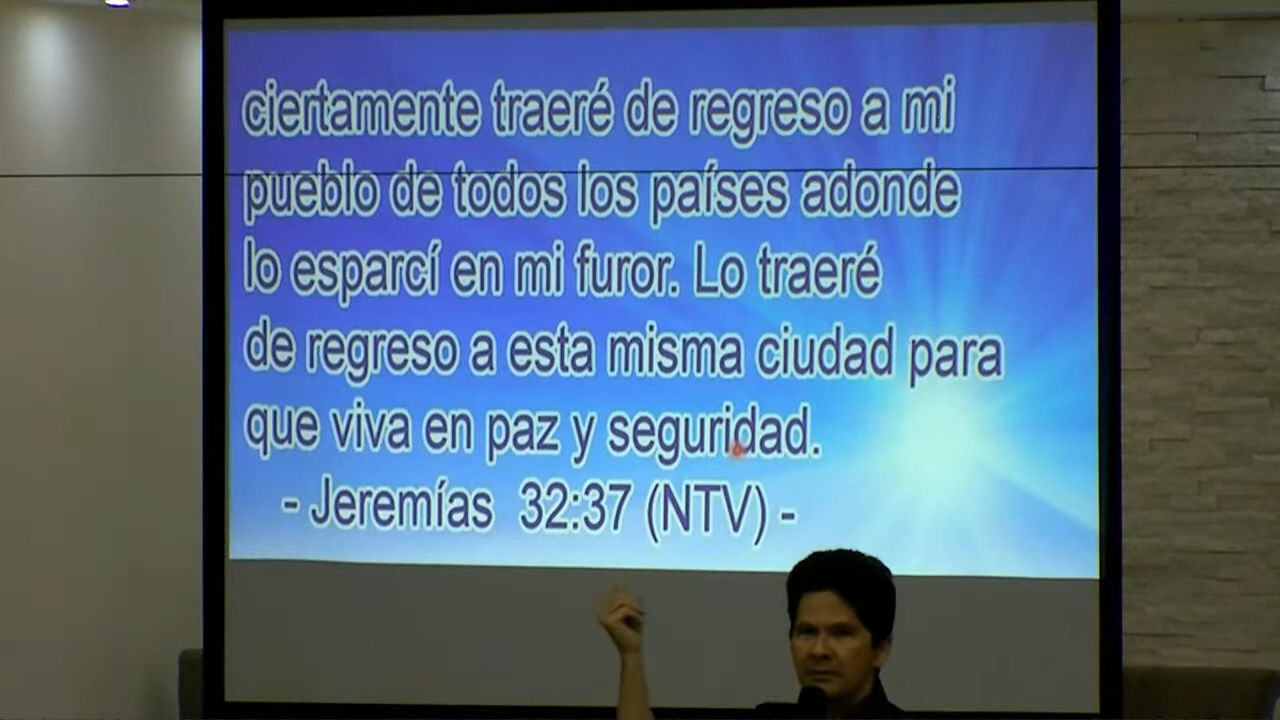 ciertamente traeré de regreso a mi
pueblo de todos los países adonde
lo esparcí en mi furor. Lo traeré
de regreso a esta misma ciudad para
que viva en paz y seguridad.
- Jeremías 32:37 (NTV) -